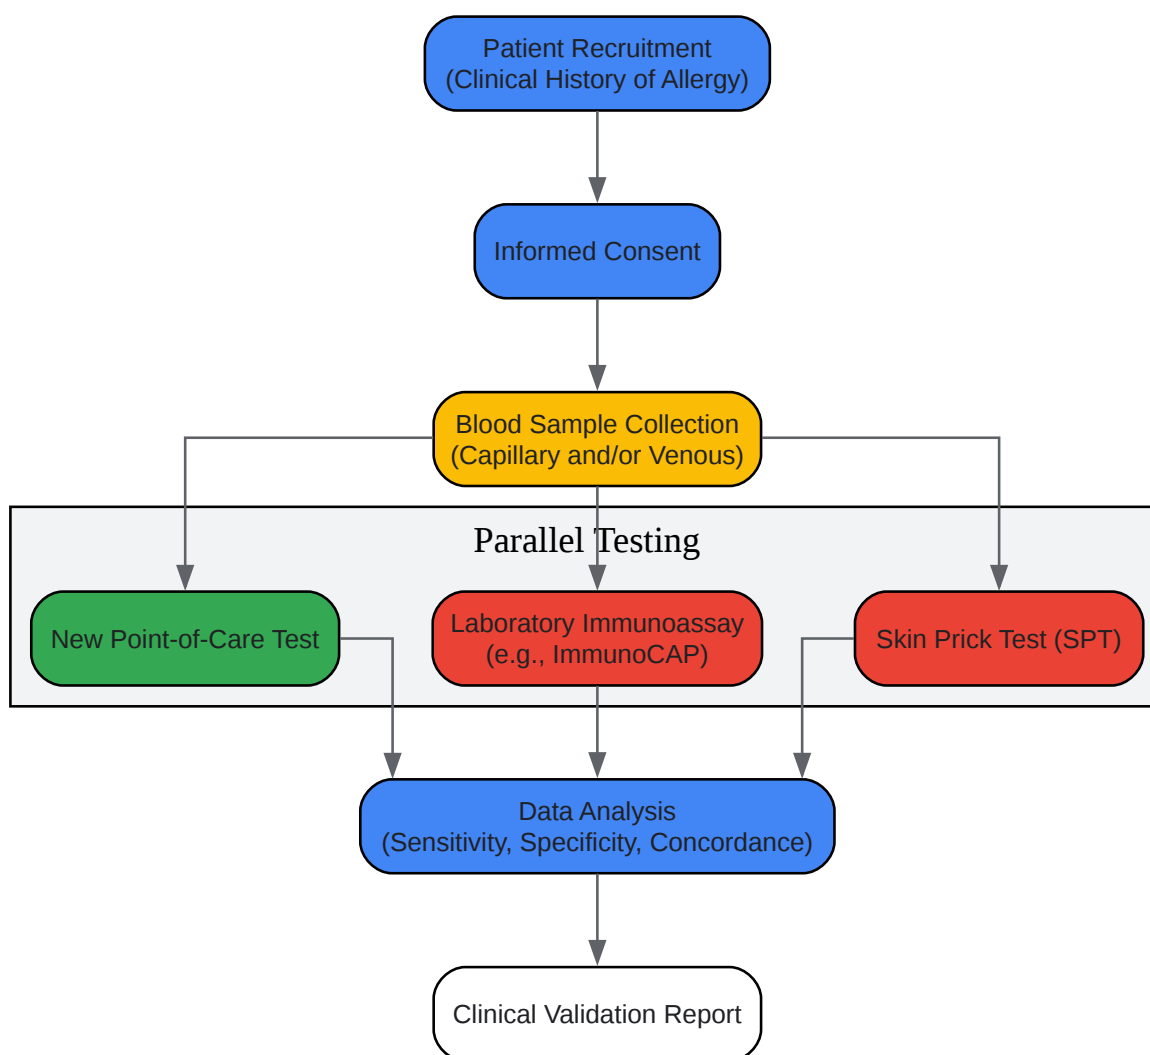 Patient Recruitment
(Clinical History of Allergy)
Informed Consent
Blood Sample Collection
(Capillary and/or Venous)
Parallel Testing
New Point-of-Care Test
Laboratory Immunoassay
(e.g., ImmunoCAP)
Skin Prick Test (SPT)
Data Analysis
(Sensitivity, Specificity, Concordance)
Clinical Validation Report